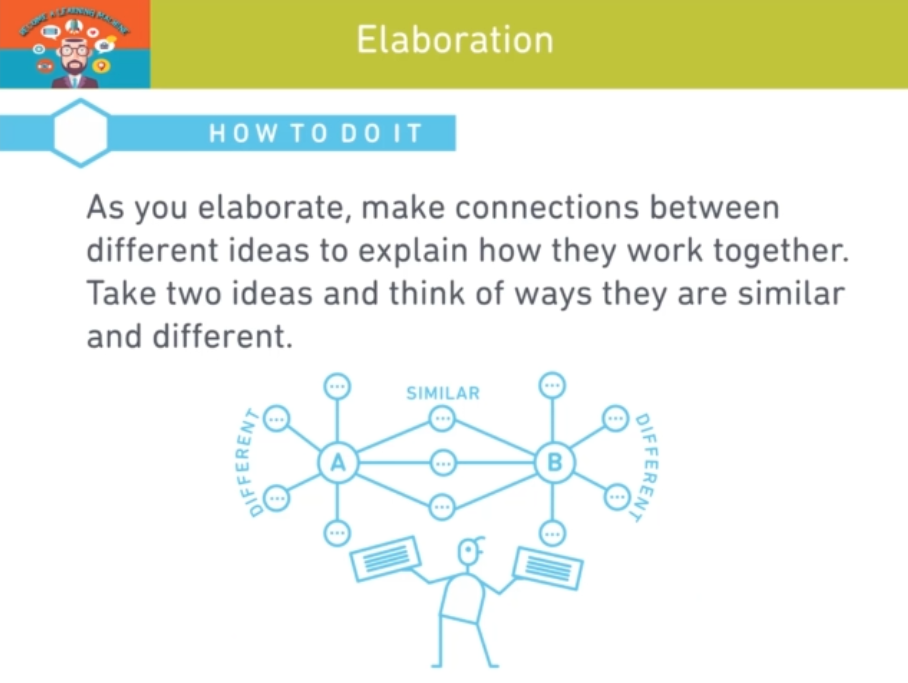 BECOME A LEARNING MACHINE
Elaboration
HOW TO DO IT
As you elaborate, make connections between
different ideas to explain how they work together.
Take two ideas and think of ways they are similar
and different.
SIMILAR
DIFFERENT
A
B
DIFFERENT